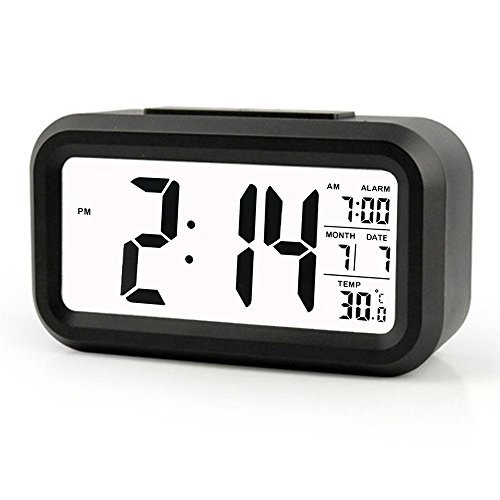 PM 2:14
AM ALARM
7:00
MONTH DATE
7 7
TEMP
30.0 °C